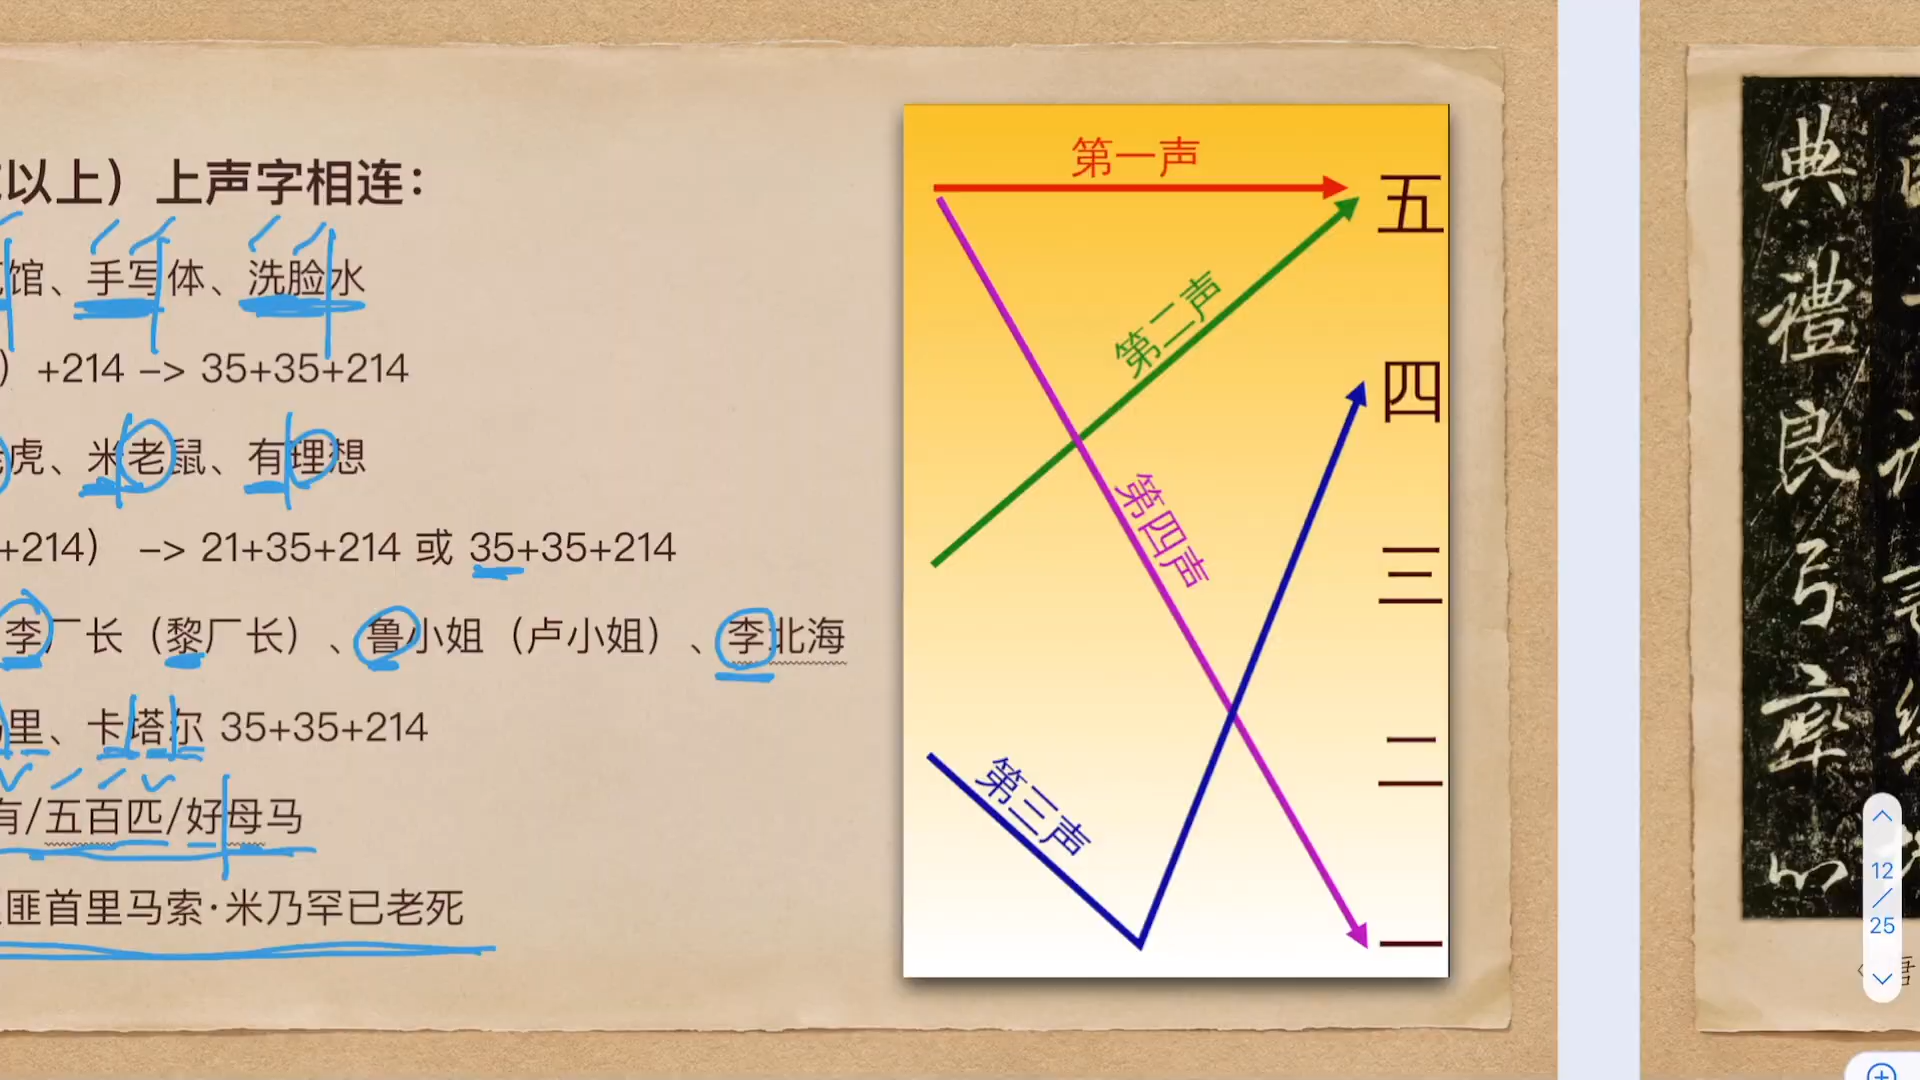 以上）上声字相连：
馆、手写体、洗脸水
）+214 –> 35+35+214
虎、米老鼠、有理想
+214） –> 21+35+214 或 35+35+214
李厂长（黎厂长）、鲁小姐（卢小姐）、李北海
里、卡塔尔 35+35+214
有/五百匹/好母马
匪首里马索·米乃罕已老死
第一声
第二声
第四声
第三声
五
四
三
二
一
典禮良弓
12
/
25